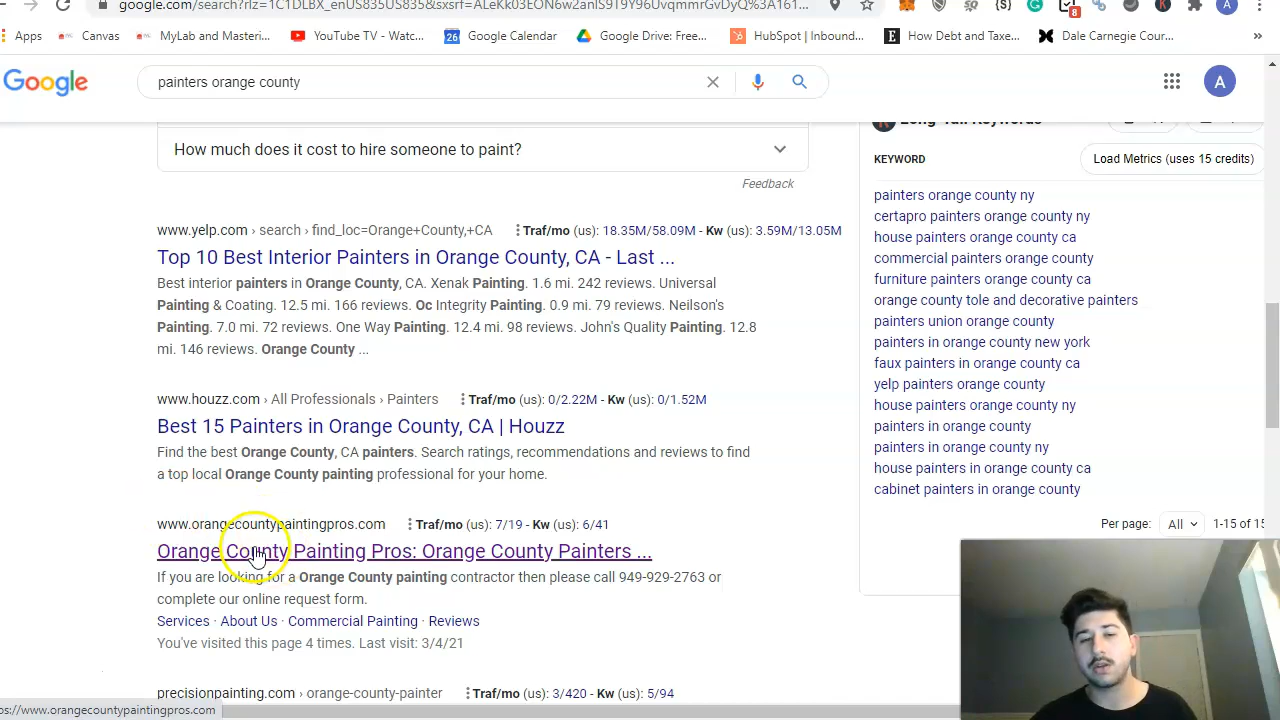 google.com/search?rlz=1C1DLBX_enUS835US835&sxsrf=
8
Apps Canvas MyLab and Masteri... YouTube TV - Watc... 26 Google Calendar Google Drive: Free... HubSpot | Inbound... E How Debt and Taxe... Dale Carnegie Cour... »
Google painters orange county A
KEYWORD Load Metrics (uses 15 credits)
How much does it cost to hire someone to paint?
Feedback
www.yelp.com › search › find_loc=Orange+County,+CA Traf/mo (us): 18.35M/58.09M - Kw (us): 3.59M/13.05M
Top 10 Best Interior Painters in Orange County, CA - Last ...
Best interior painters in Orange County, CA. Xenak Painting. 1.6 mi. 242 reviews. Universal
Painting & Coating. 12.5 mi. 166 reviews. Oc Integrity Painting. 0.9 mi. 79 reviews. Neilson's
Painting. 7.0 mi. 72 reviews. One Way Painting. 12.4 mi. 98 reviews. John's Quality Painting. 12.8
mi. 146 reviews. Orange County ...
www.houzz.com › All Professionals › Painters Traf/mo (us): 0/2.22M - Kw (us): 0/1.52M
Best 15 Painters in Orange County, CA | Houzz
Find the best Orange County, CA painters. Search ratings, recommendations and reviews to find
a top local Orange County painting professional for your home.
www.orangecountypaintingpros.com Traf/mo (us): 7/19 - Kw (us): 6/41
Orange County Painting Pros: Orange County Painters ...
If you are looking for a Orange County painting contractor then please call 949-929-2763 or
complete our online request form.
Services · About Us · Commercial Painting · Reviews
You've visited this page 4 times. Last visit: 3/4/21
precisionpainting.com › orange-county-painter Traf/mo (us): 3/420 - Kw (us): 5/94
painters orange county ny
certapro painters orange county ny
house painters orange county ca
commercial painters orange county
furniture painters orange county ca
orange county tole and decorative painters
painters union orange county
painters in orange county new york
faux painters in orange county ca
yelp painters orange county
house painters orange county ny
painters in orange county
painters in orange county ny
house painters in orange county ca
cabinet painters in orange county
Per page: All 1-15 of 15
ps://www.orangecountypaintingpros.com